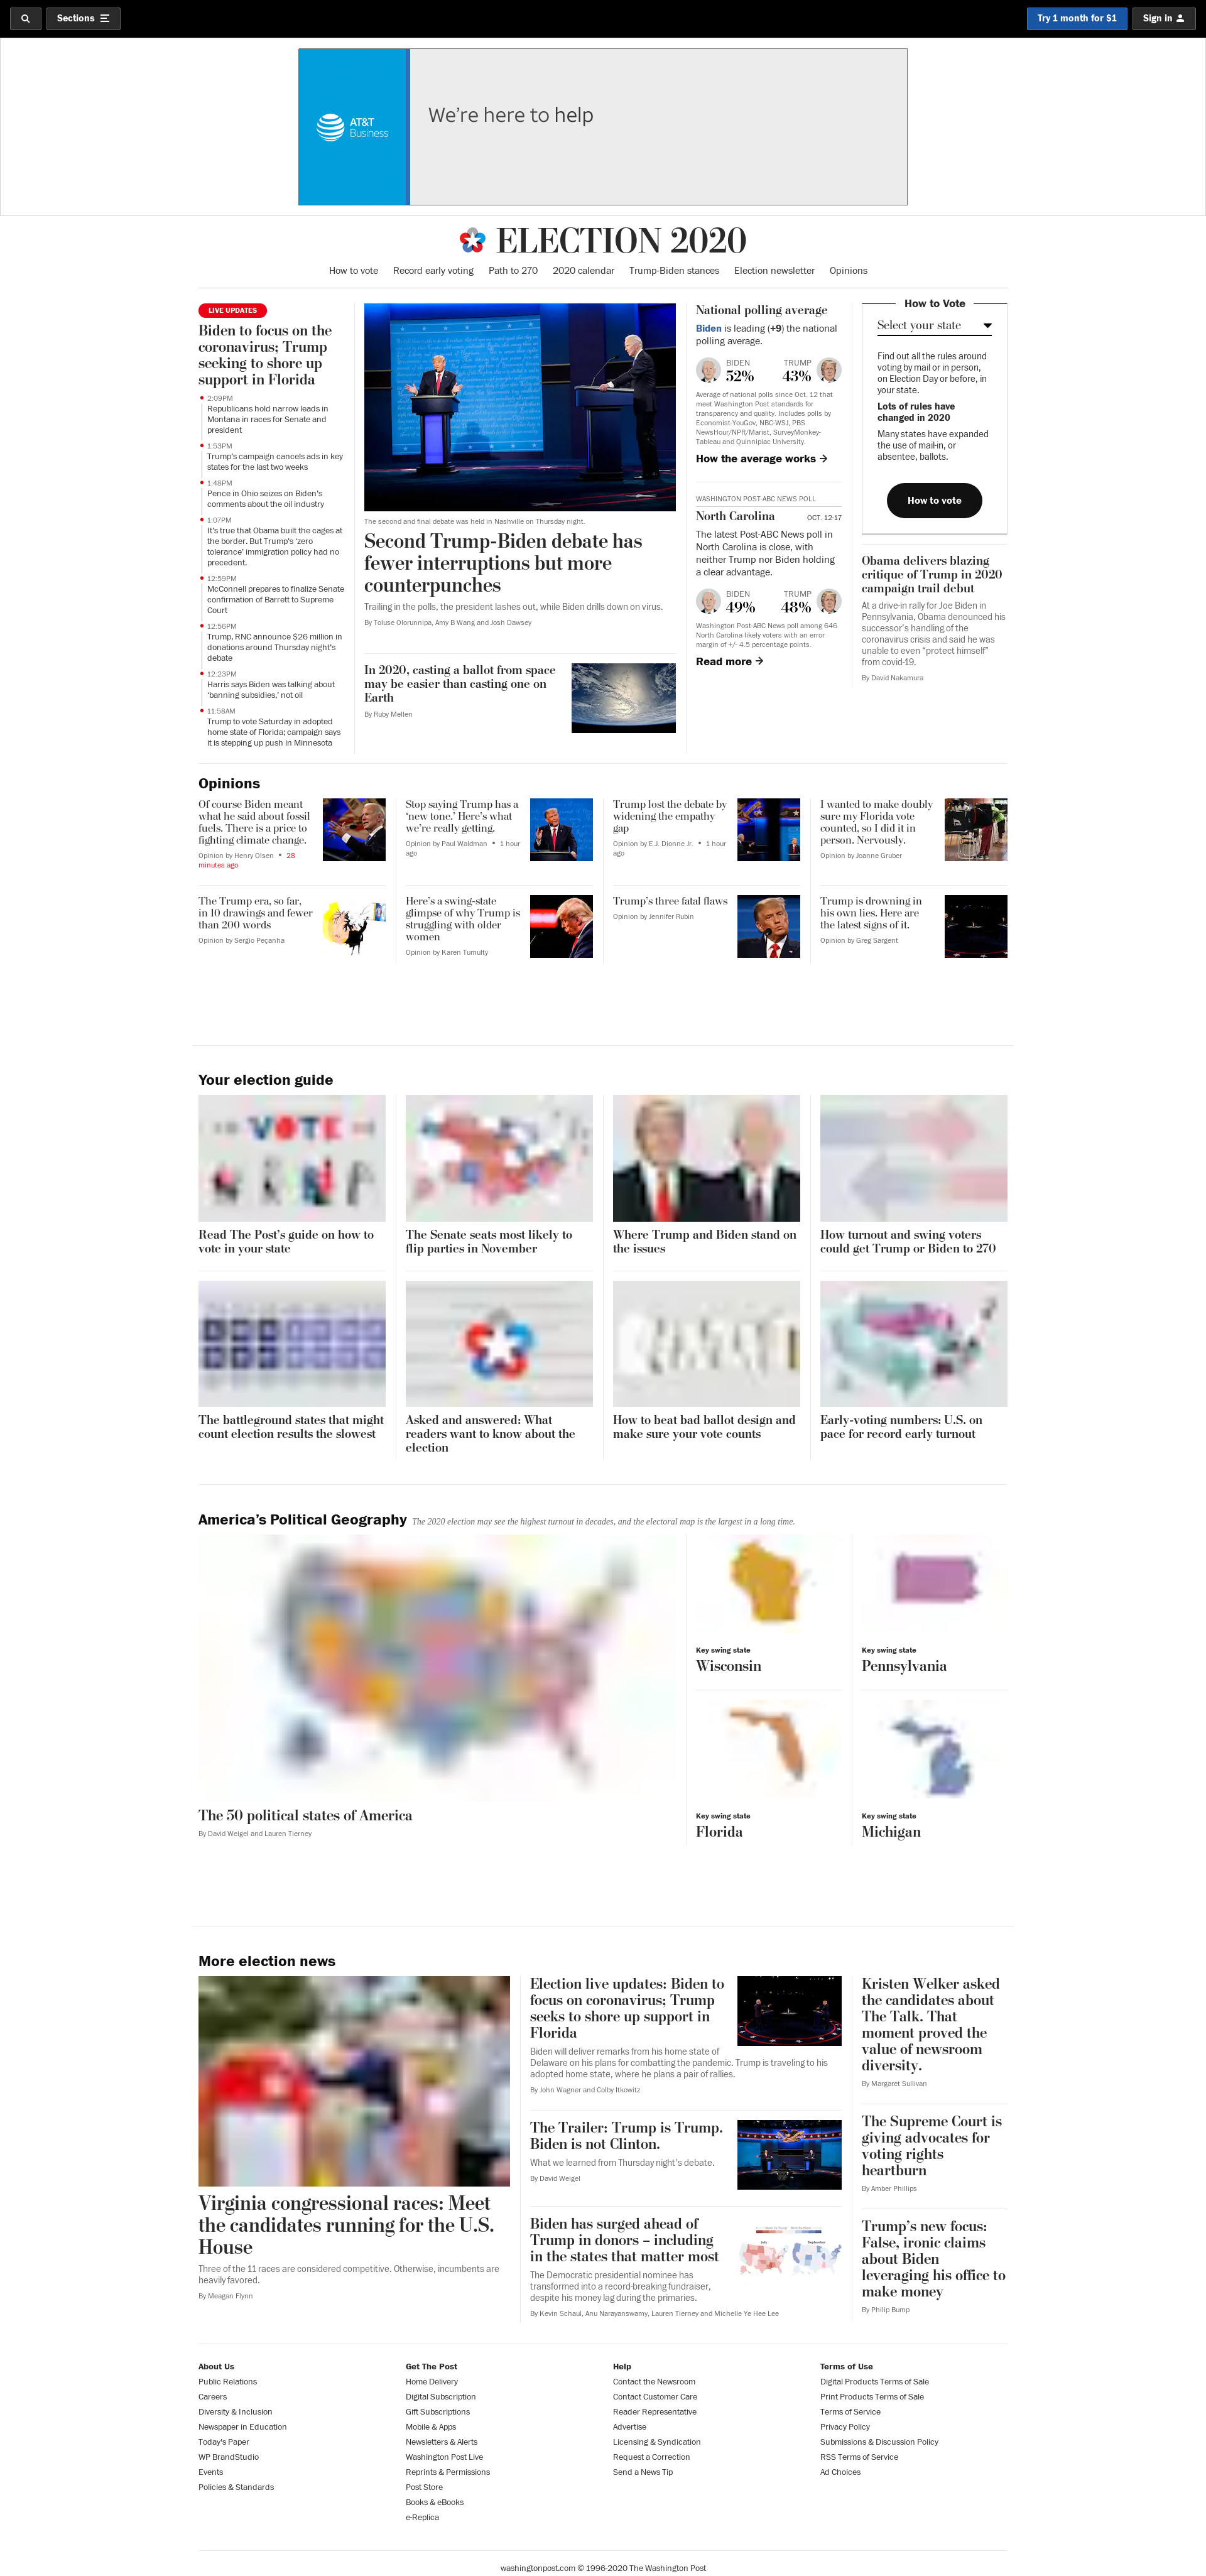 Sections
Try 1 month for $1
Sign in
AT&T
Business
We're here to help
ELECTION 2020
How to vote
Record early voting
Path to 270
2020 calendar
Trump-Biden stances
Election newsletter
Opinions
LIVE UPDATES
Biden to focus on the
coronavirus; Trump
seeking to shore up
support in Florida
2:09PM
Republicans hold narrow leads in
Montana in races for Senate and
president
1:53PM
Trump's campaign cancels ads in key
states for the last two weeks
1:48PM
Pence in Ohio seizes on Biden's
comments about the oil industry
1:07PM
It's true that Obama built the cages at
the border. But Trump's 'zero
tolerance' immigration policy had no
precedent.
12:59PM
McConnell prepares to finalize Senate
confirmation of Barrett to Supreme
Court
12:56PM
Trump, RNC announce $26 million in
donations around Thursday night's
debate
12:23PM
Harris says Biden was talking about
'banning subsidies,' not oil
11:58AM
Trump to vote Saturday in adopted
home state of Florida; campaign says
it is stepping up push in Minnesota
The second and final debate was held in Nashville on Thursday night.
Second Trump-Biden debate has
fewer interruptions but more
counterpunches
Trailing in the polls, the president lashes out, while Biden drills down on virus.
By Toluse Olorunnipa, Amy B Wang and Josh Dawsey
In 2020, casting a ballot from space
may be easier than casting one on
Earth
By Ruby Mellen
National polling average
Biden is leading (+9) the national
polling average.
BIDEN
52%
TRUMP
43%
Average of national polls since Oct. 12 that
meet Washington Post standards for
transparency and quality. Includes polls by
Economist-YouGov, NBC-WSJ, PBS
NewsHour/NPR/Marist, SurveyMonkey-
Tableau and Quinnipiac University.
How the average works →
WASHINGTON POST-ABC NEWS POLL
North Carolina
OCT. 12-17
The latest Post-ABC News poll in
North Carolina is close, with
neither Trump nor Biden holding
a clear advantage.
BIDEN
49%
TRUMP
48%
Washington Post-ABC News poll among 646
North Carolina likely voters with an error
margin of +/- 4.5 percentage points.
Read more →
How to Vote
Select your state
Find out all the rules around
voting by mail or in person,
on Election Day or before, in
your state.
Lots of rules have
changed in 2020
Many states have expanded
the use of mail-in, or
absentee, ballots.
How to vote
Obama delivers blazing
critique of Trump in 2020
campaign trail debut
At a drive-in rally for Joe Biden in
Pennsylvania, Obama denounced his
successor's handling of the
coronavirus crisis and said he was
unable to even "protect himself"
from covid-19.
By David Nakamura
Opinions
Of course Biden meant
what he said about fossil
fuels. There is a price to
fighting climate change.
Opinion by Henry Olsen • 28
minutes ago
Stop saying Trump has a
'new tone.' Here's what
we're really getting.
Opinion by Paul Waldman • 1 hour
ago
Trump lost the debate by
widening the empathy
gap
Opinion by E.J. Dionne Jr. • 1 hour
ago
I wanted to make doubly
sure my Florida vote
counted, so I did it in
person. Nervously.
Opinion by Joanne Gruber
The Trump era, so far,
in 10 drawings and fewer
than 200 words
Opinion by Sergio Peçanha
Here's a swing-state
glimpse of why Trump is
struggling with older
women
Opinion by Karen Tumulty
Trump's three fatal flaws
Opinion by Jennifer Rubin
Trump is drowning in
his own lies. Here are
the latest signs of it.
Opinion by Greg Sargent
Your election guide
VOTE
Read The Post's guide on how to
vote in your state
The Senate seats most likely to
flip parties in November
Where Trump and Biden stand on
the issues
How turnout and swing voters
could get Trump or Biden to 270
The battleground states that might
count election results the slowest
Asked and answered: What
readers want to know about the
election
How to beat bad ballot design and
make sure your vote counts
Early-voting numbers: U.S. on
pace for record early turnout
America's Political Geography
The 2020 election may see the highest turnout in decades, and the electoral map is the largest in a long time.
The 50 political states of America
By David Weigel and Lauren Tierney
Key swing state
Wisconsin
Key swing state
Pennsylvania
Key swing state
Florida
Key swing state
Michigan
More election news
Virginia congressional races: Meet
the candidates running for the U.S.
House
Three of the 11 races are considered competitive. Otherwise, incumbents are
heavily favored.
By Meagan Flynn
Election live updates: Biden to
focus on coronavirus; Trump
seeks to shore up support in
Florida
Biden will deliver remarks from his home state of
Delaware on his plans for combatting the pandemic. Trump is traveling to his
adopted home state, where he plans a pair of rallies.
By John Wagner and Colby Itkowitz
The Trailer: Trump is Trump.
Biden is not Clinton.
What we learned from Thursday night's debate.
By David Weigel
Biden has surged ahead of
Trump in donors – including
in the states that matter most
The Democratic presidential nominee has
transformed into a record-breaking fundraiser,
despite his money lag during the primaries.
By Kevin Schaul, Anu Narayanswamy, Lauren Tierney and Michelle Ye Hee Lee
Kristen Welker asked
the candidates about
The Talk. That
moment proved the
value of newsroom
diversity.
By Margaret Sullivan
The Supreme Court is
giving advocates for
voting rights
heartburn
By Amber Phillips
Trump's new focus:
False, ironic claims
about Biden
leveraging his office to
make money
By Philip Bump
About Us
Public Relations
Careers
Diversity & Inclusion
Newspaper in Education
Today's Paper
WP BrandStudio
Events
Policies & Standards
Get The Post
Home Delivery
Digital Subscription
Gift Subscriptions
Mobile & Apps
Newsletters & Alerts
Washington Post Live
Reprints & Permissions
Post Store
Books & eBooks
e-Replica
Help
Contact the Newsroom
Contact Customer Care
Reader Representative
Advertise
Licensing & Syndication
Request a Correction
Send a News Tip
Terms of Use
Digital Products Terms of Sale
Print Products Terms of Sale
Terms of Service
Privacy Policy
Submissions & Discussion Policy
RSS Terms of Service
Ad Choices
washingtonpost.com © 1996-2020 The Washington Post